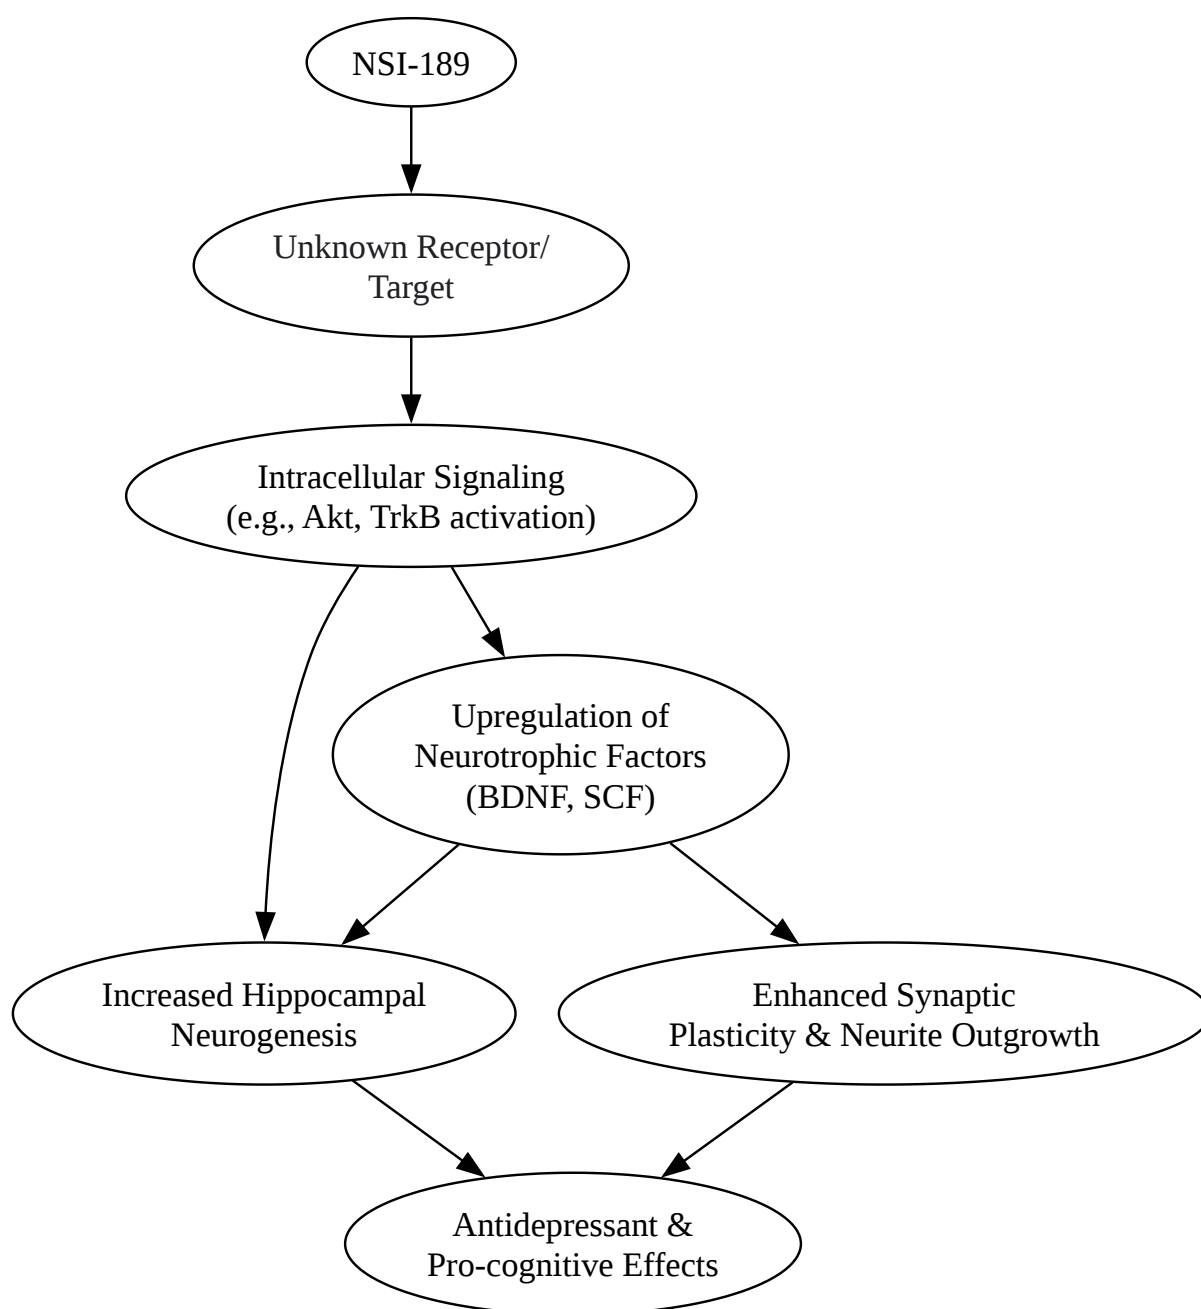 NSI-189
Unknown Receptor/
Target
Intracellular Signaling
(e.g., Akt, TrkB activation)
Upregulation of
Neurotrophic Factors
(BDNF, SCF)
Increased Hippocampal
Neurogenesis
Enhanced Synaptic
Plasticity & Neurite Outgrowth
Antidepressant &
Pro-cognitive Effects